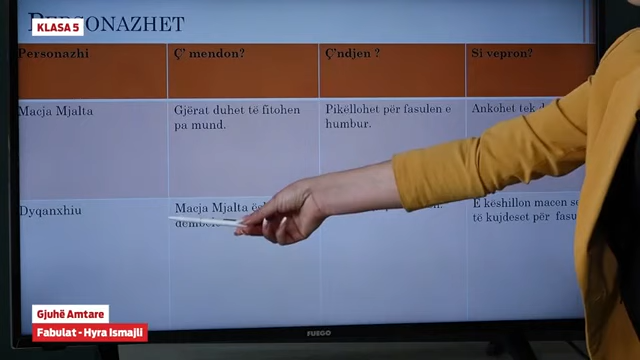 KLASA 5
PERSONAZHET
Personazhi Ç' mendon? Ç'ndjen ? Si vepron?
Macja Mjalta Gjërat duhet të fitohen Pikëllohet për fasulen e Ankohet tek
pa mund. humbur.
Dyqanxhiu Macja Mjalta E këshillon macen
të kujdeset për
Gjuhë Amtare
Fabulat - Hyra Ismajli
FUEGO